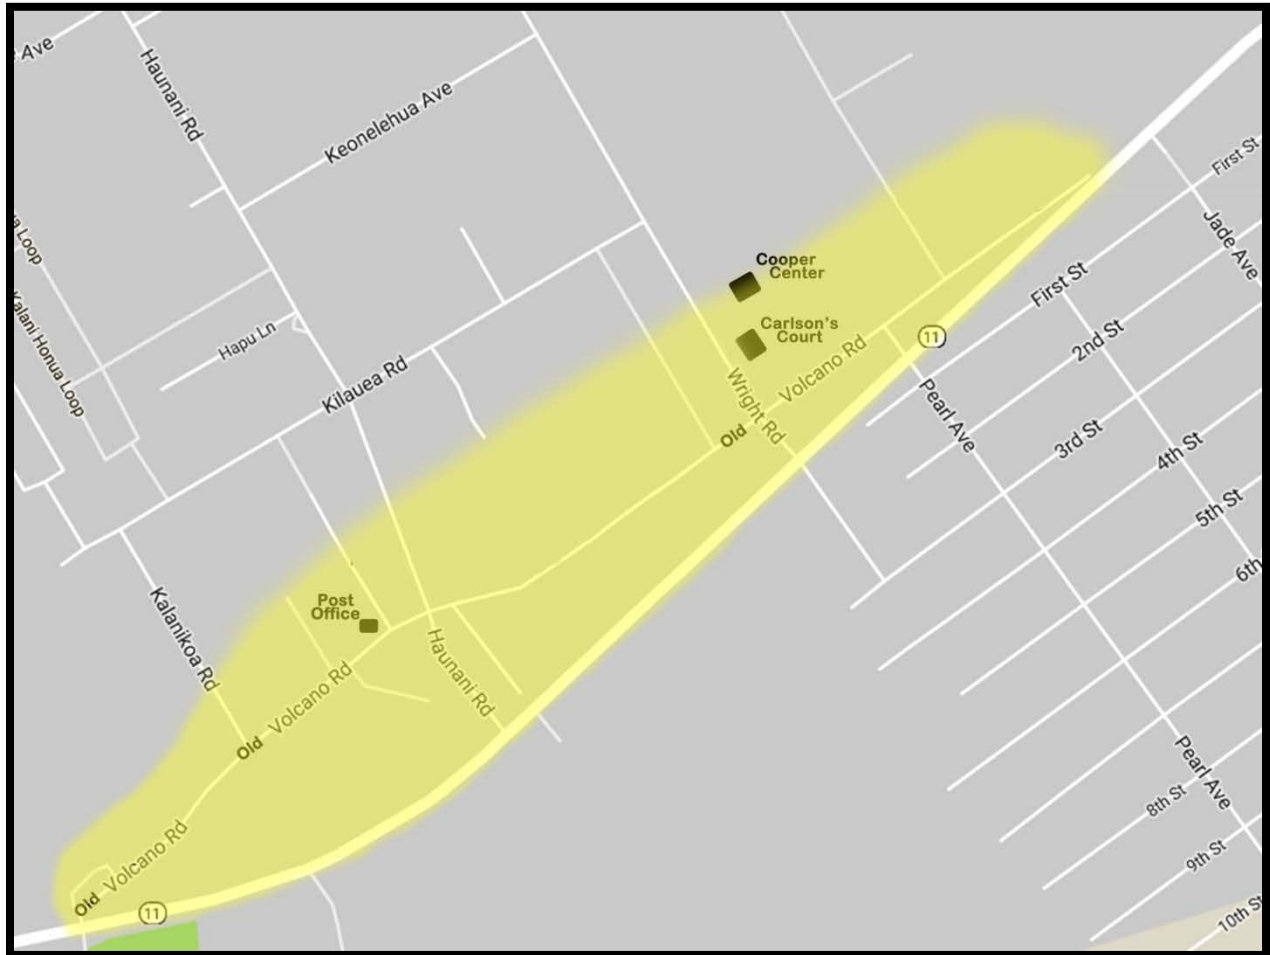 Ave
Haunani Rd
Keonelehua Ave
First St
Jade Ave
a Loop
Cooper
Center
First St
Kalani Honua Loop
Hapu Ln
Carlson's
Court
11
2nd St
Kilauea Rd
Volcano Rd
Wright Rd
Pearl Ave
Old
3rd St
4th St
5th St
6th
Kalanikoa Rd
Post
Office
Haunani Rd
Old Volcano Rd
Pearl Ave
8th St
9th St
Old Volcano Rd
11
10th St